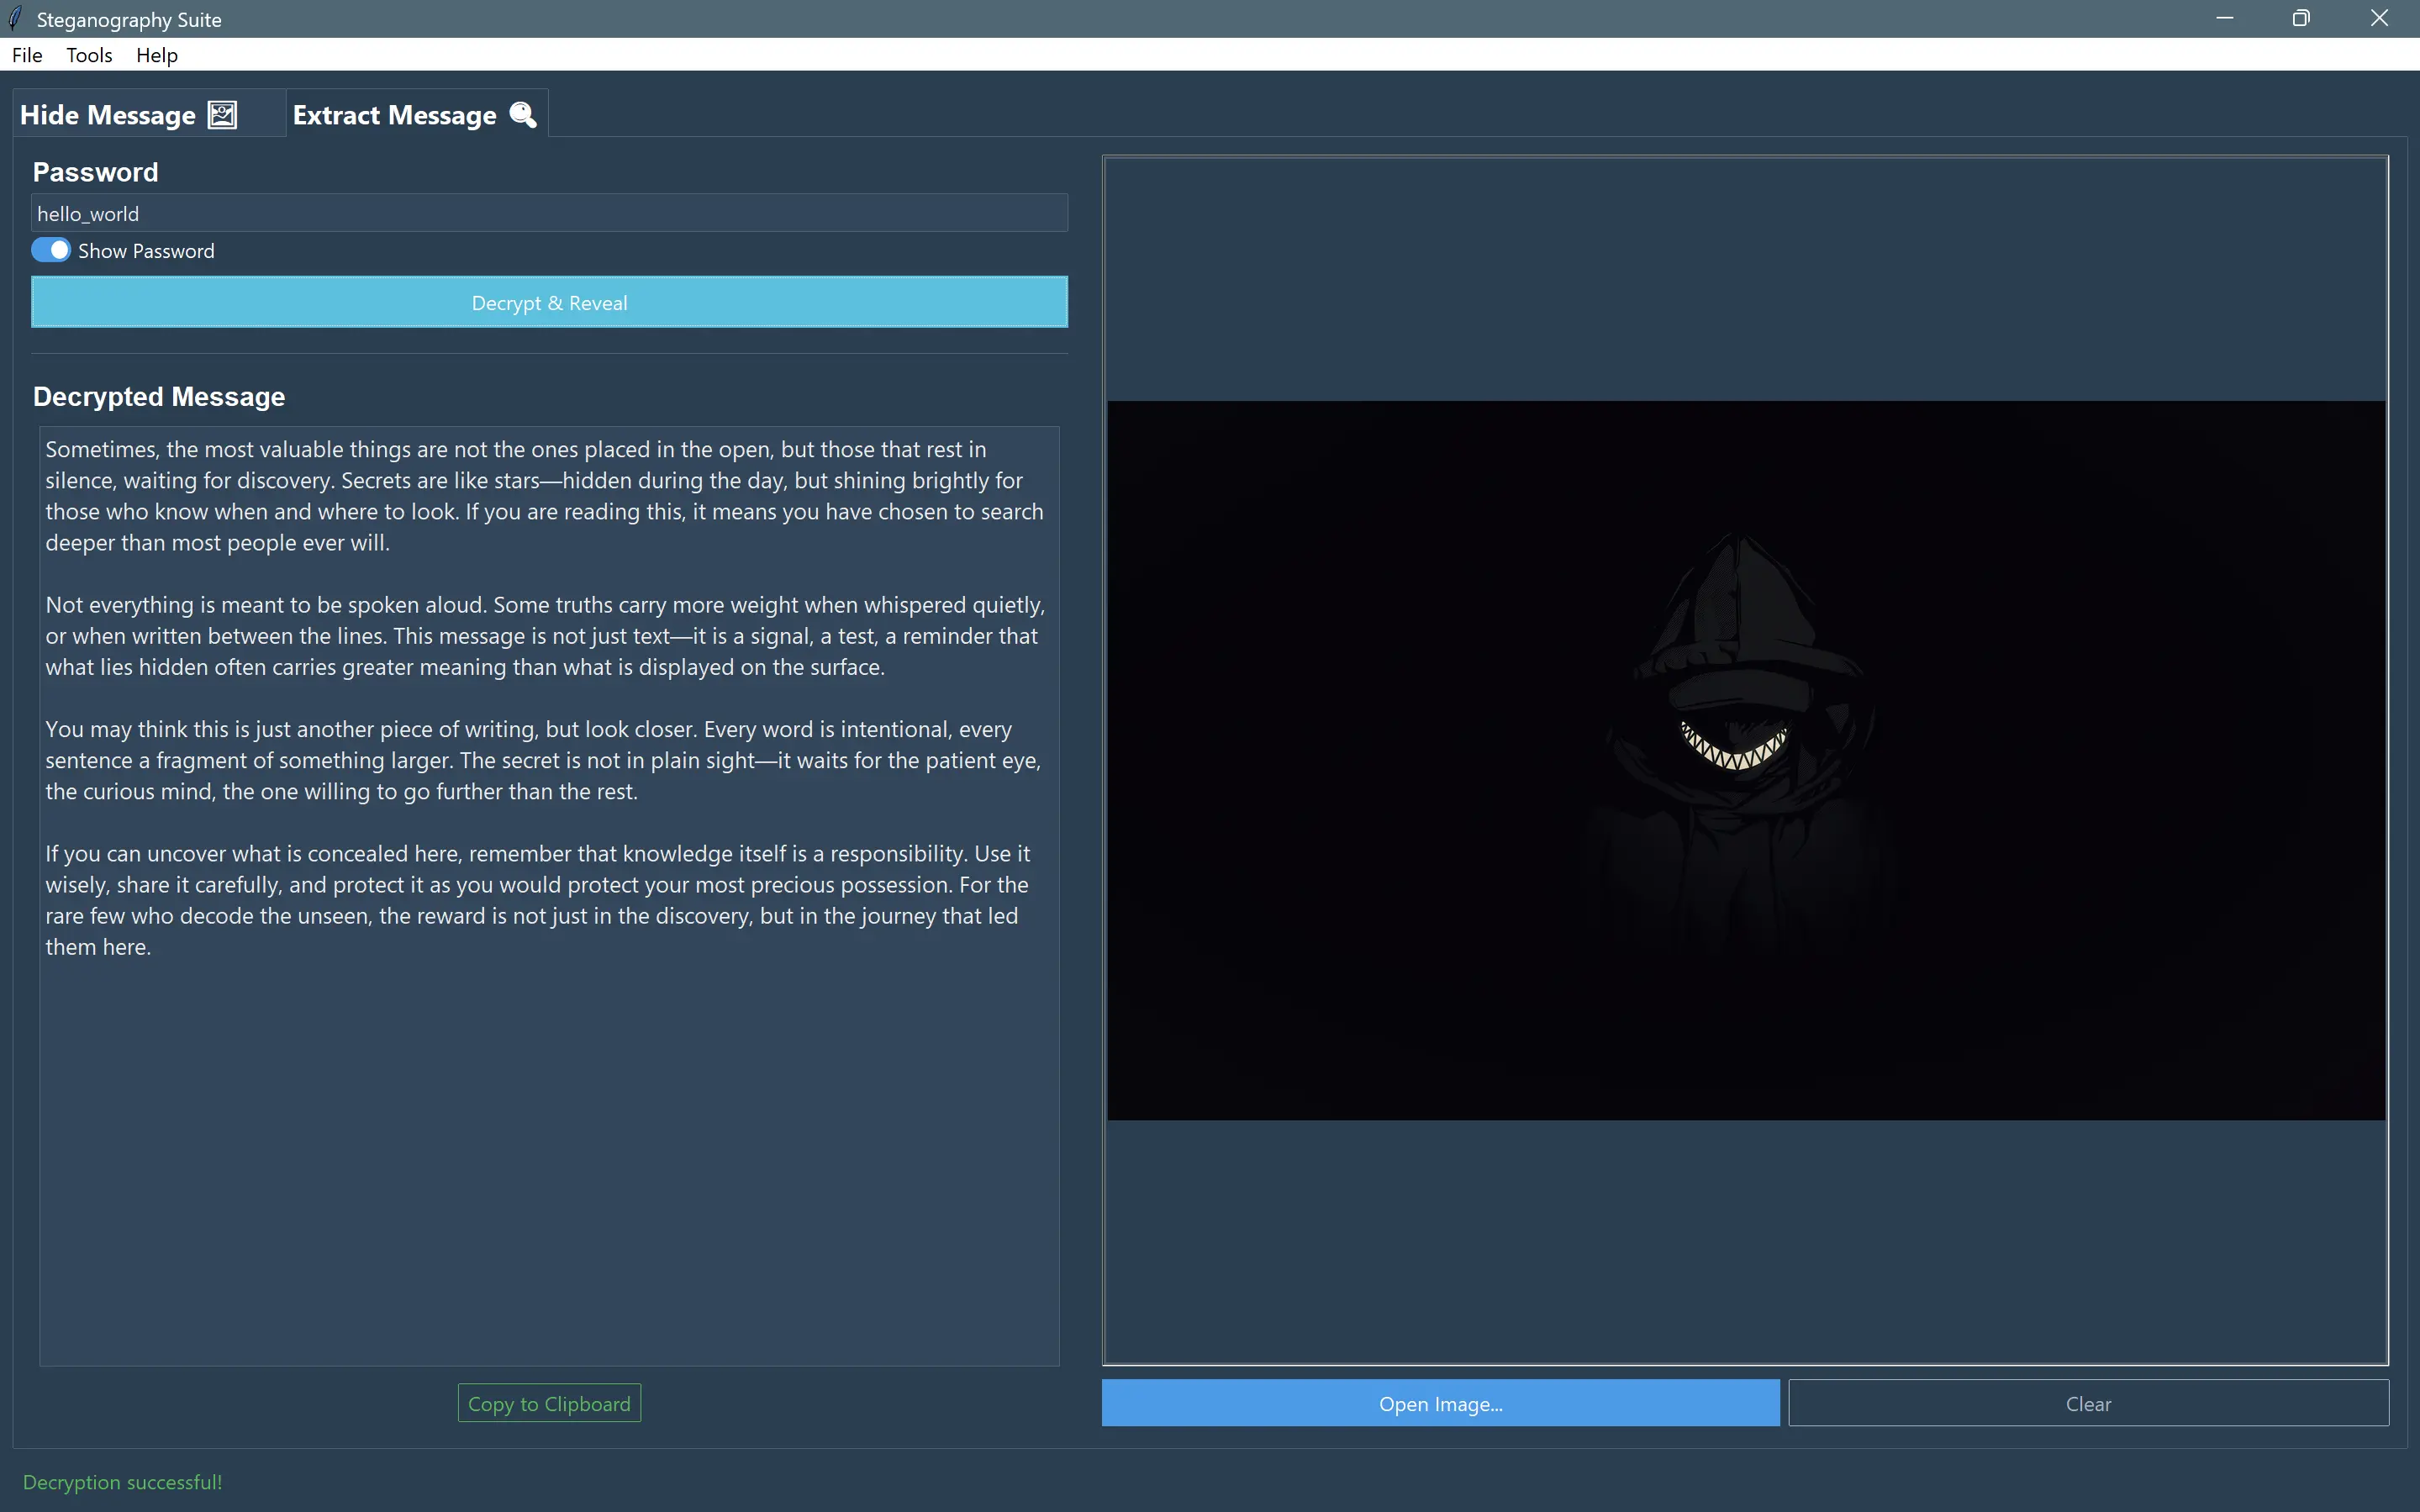 Steganography Suite
File Tools Help
Hide Message Extract Message
Password
hello_world
Show Password
Decrypt & Reveal
Decrypted Message
Sometimes, the most valuable things are not the ones placed in the open, but those that rest in
silence, waiting for discovery. Secrets are like stars—hidden during the day, but shining brightly for
those who know when and where to look. If you are reading this, it means you have chosen to search
deeper than most people ever will.
Not everything is meant to be spoken aloud. Some truths carry more weight when whispered quietly,
or when written between the lines. This message is not just text—it is a signal, a test, a reminder that
what lies hidden often carries greater meaning than what is displayed on the surface.
You may think this is just another piece of writing, but look closer. Every word is intentional, every
sentence a fragment of something larger. The secret is not in plain sight—it waits for the patient eye,
the curious mind, the one willing to go further than the rest.
If you can uncover what is concealed here, remember that knowledge itself is a responsibility. Use it
wisely, share it carefully, and protect it as you would protect your most precious possession. For the
rare few who decode the unseen, the reward is not just in the discovery, but in the journey that led
them here.
Copy to Clipboard
Open Image...
Clear
Decryption successful!